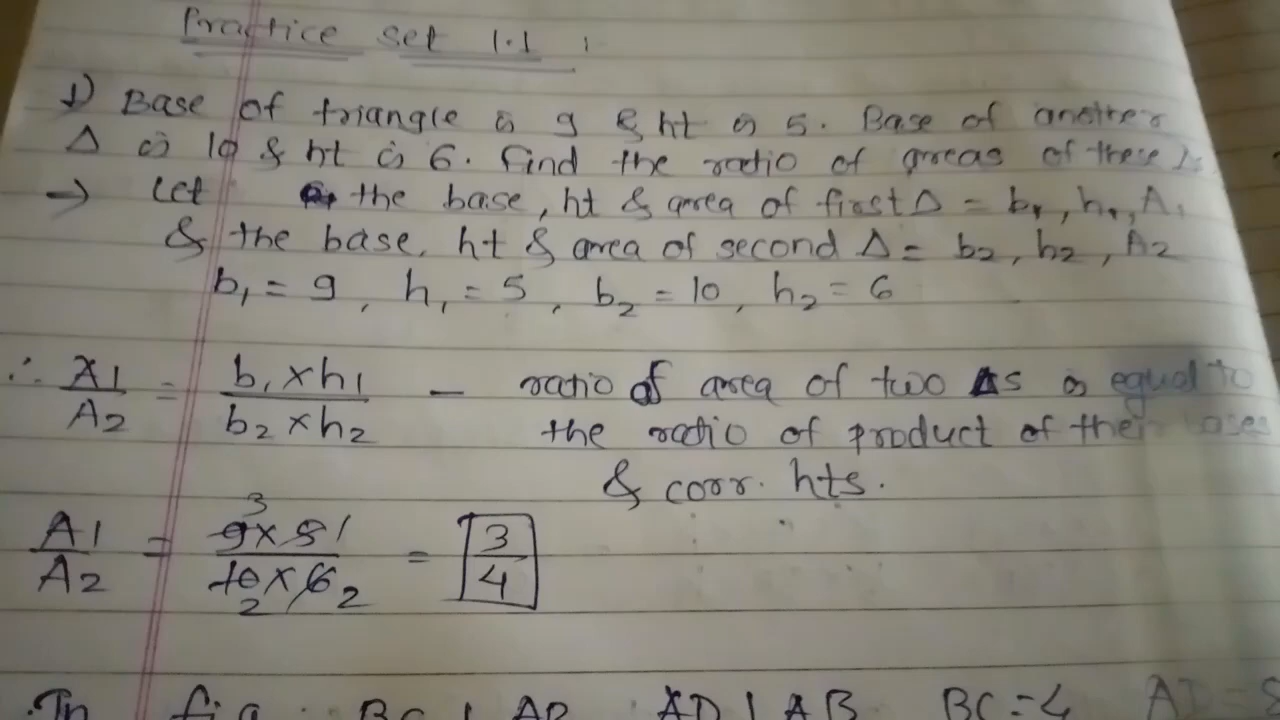 Practice set 1.1 :
1) Base of triangle is 9 & ht is 5. Base of another
Δ is 10 & ht is 6. Find the ratio of areas of these
→ Let the base, ht & area of first Δ = b1, h1, A1
& the base, ht & area of second Δ = b2, h2, A2
b1 = 9, h1 = 5, b2 = 10, h2 = 6
∴ A1/A2 = b1×h1/b2×h2 — ratio of area of two Δs is equal to
the ratio of product of their
& corr. hts.
A1/A2 = 9×5/10×6 = 3/4
In fig. BC ⊥ AB AD ⊥ AB BC=4 AD=8